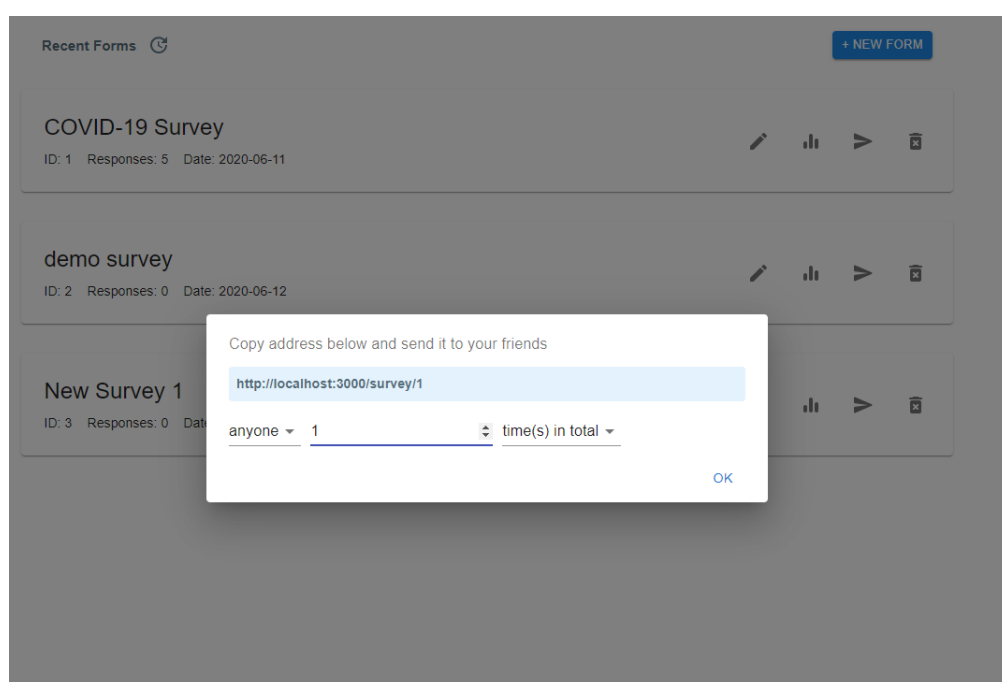 Recent Forms
+ NEW FORM
COVID-19 Survey
ID: 1 Responses: 5 Date: 2020-06-11
demo survey
ID: 2 Responses: 0 Date: 2020-06-12
New Survey 1
ID: 3 Responses: 0
Copy address below and send it to your friends
http://localhost:3000/survey/1
anyone 1 time(s) in total
OK